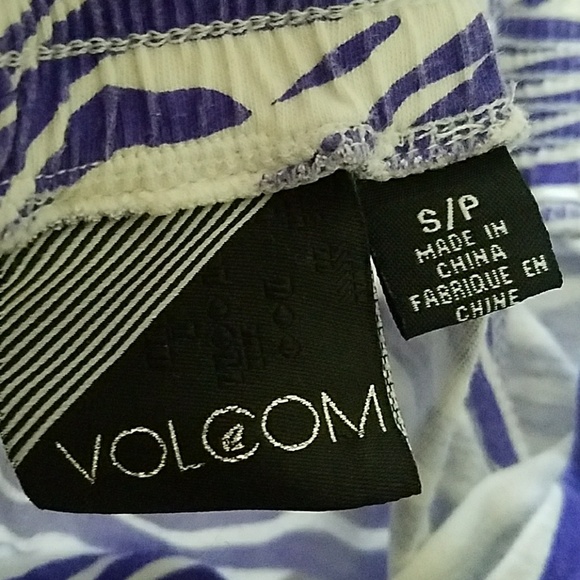 VOLCOM
S/P
MADE IN
CHINA
FABRIQUE EN
CHINE